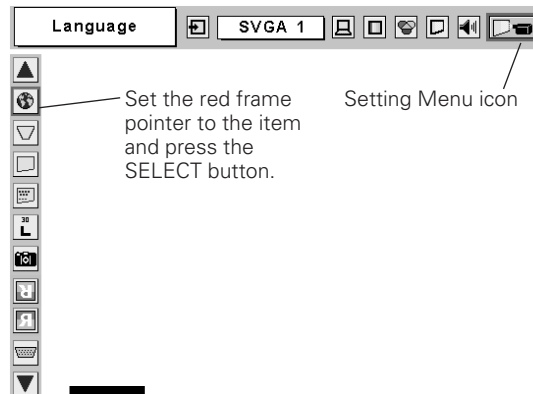 Language
SVGA 1
Set the red frame
pointer to the item
and press the
SELECT button.
Setting Menu icon
30
L
R
R